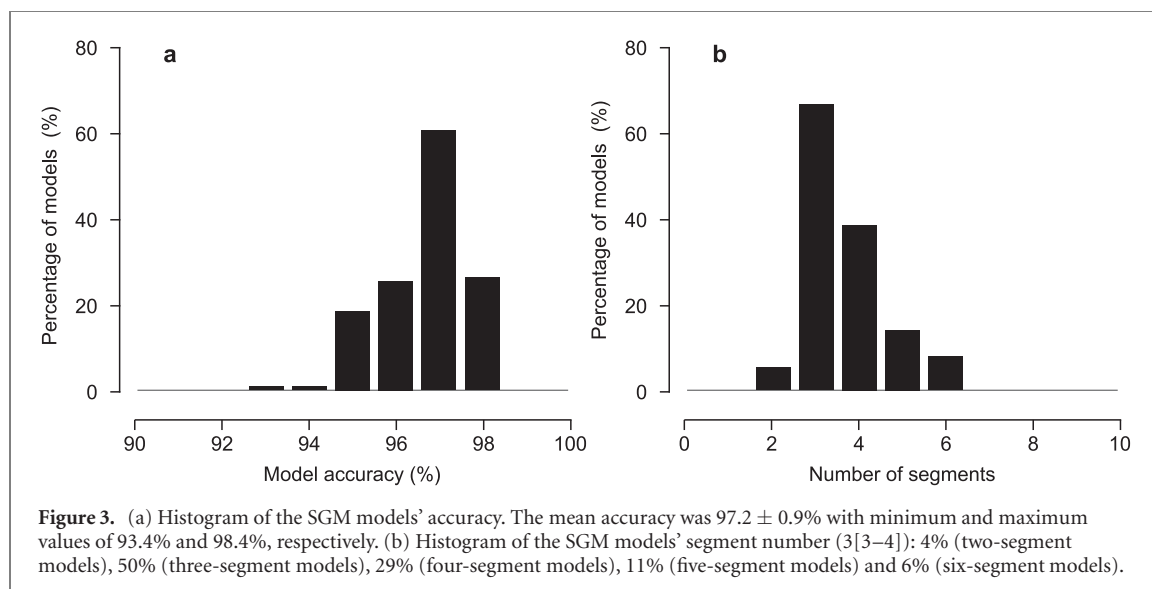 a
80
60
40
20
0
Percentage of models (%)
90 92 94 96 98 100
Model accuracy (%)
b
80
60
40
20
0
Percentage of models (%)
0 2 4 6 8 10
Number of segments
Figure 3. (a) Histogram of the SGM models’ accuracy. The mean accuracy was 97.2 ± 0.9% with minimum and maximum
values of 93.4% and 98.4%, respectively. (b) Histogram of the SGM models’ segment number (3[3–4]): 4% (two-segment
models), 50% (three-segment models), 29% (four-segment models), 11% (five-segment models) and 6% (six-segment models).